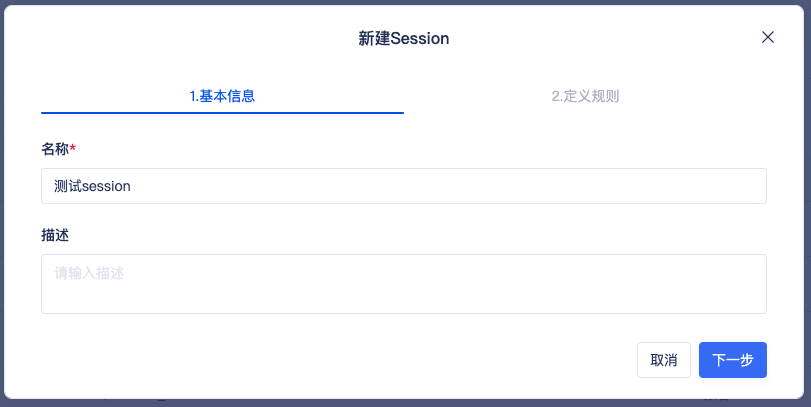 新建Session
1.基本信息
2.定义规则
名称*
测试session
描述
请输入描述
取消
下一步